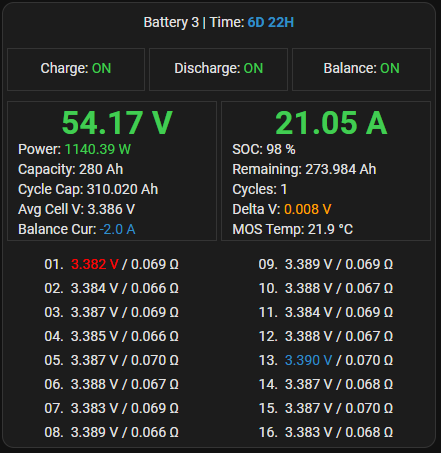 Battery 3 | Time: 6D 22H
Charge: ON
Discharge: ON
Balance: ON
54.17 V
Power: 1140.39 W
Capacity: 280 Ah
Cycle Cap: 310.020 Ah
Avg Cell V: 3.386 V
Balance Cur: -2.0 A
21.05 A
SOC: 98 %
Remaining: 273.984 Ah
Cycles: 1
Delta V: 0.008 V
MOS Temp: 21.9 °C
01. 3.382 V / 0.069 Ω
02. 3.384 V / 0.066 Ω
03. 3.387 V / 0.069 Ω
04. 3.385 V / 0.066 Ω
05. 3.387 V / 0.070 Ω
06. 3.388 V / 0.067 Ω
07. 3.383 V / 0.069 Ω
08. 3.389 V / 0.066 Ω
09. 3.389 V / 0.069 Ω
10. 3.388 V / 0.067 Ω
11. 3.384 V / 0.069 Ω
12. 3.388 V / 0.067 Ω
13. 3.390 V / 0.070 Ω
14. 3.387 V / 0.068 Ω
15. 3.387 V / 0.070 Ω
16. 3.383 V / 0.068 Ω